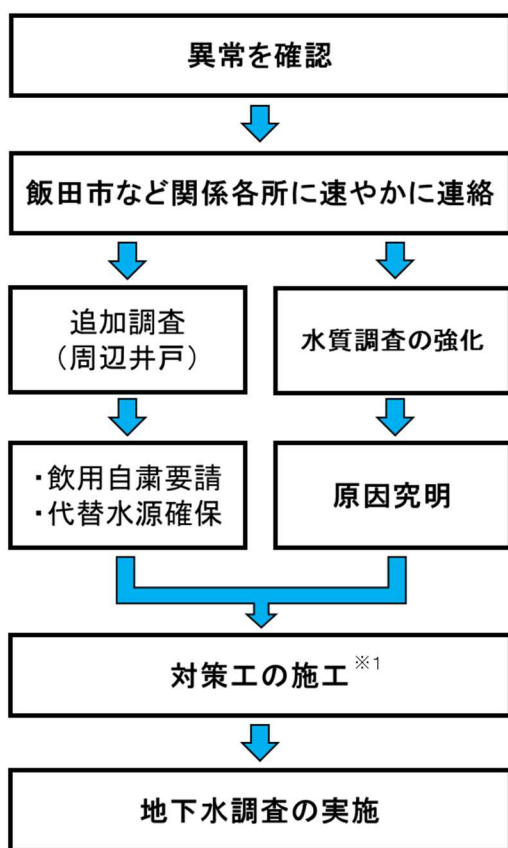 異常を確認
飯田市など関係各所に速やかに連絡
追加調査
（周辺井戸）
水質調査の強化
・飲用自粛要請
・代替水源確保
原因究明
対策工の施工※1
地下水調査の実施